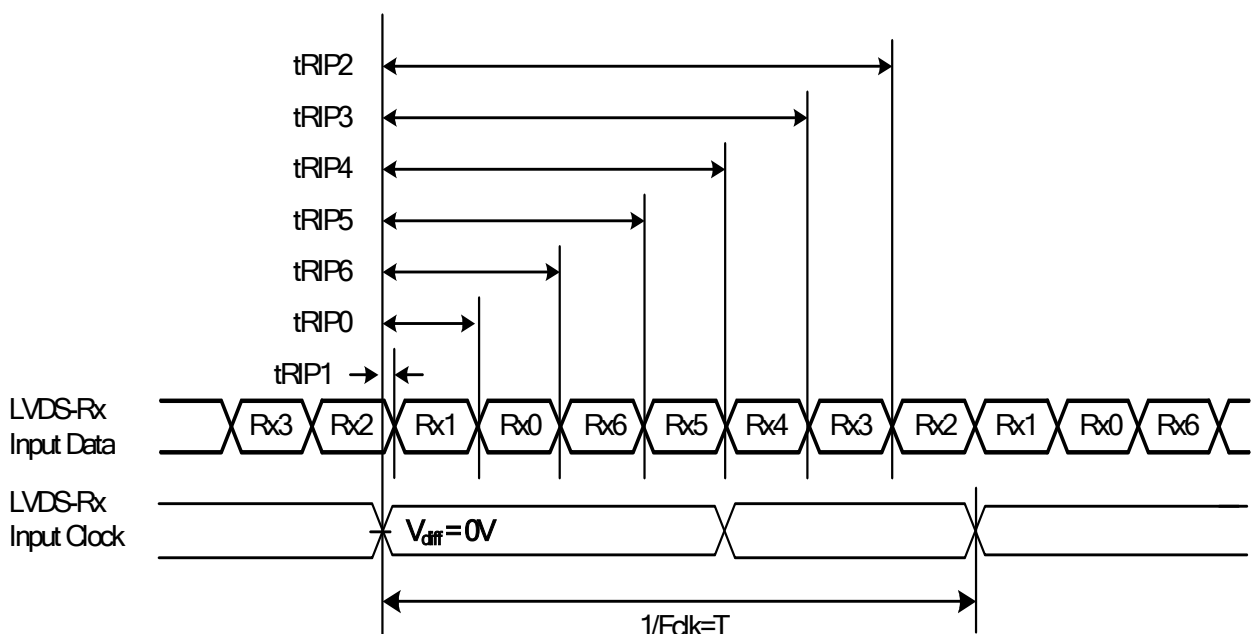 tRIP2
tRIP3
tRIP4
tRIP5
tRIP6
tRIP0
tRIP1
LVDS-Rx
Input Data
Rx3 Rx2 Rx1 Rx0 Rx6 Rx5 Rx4 Rx3 Rx2 Rx1 Rx0 Rx6
LVDS-Rx
Input Clock
Vdiff = 0V
1/Fclk=T